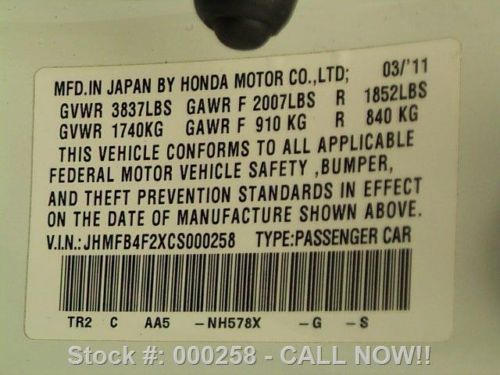 MFD.IN JAPAN BY HONDA MOTOR CO.,LTD; 03/'11
GVWR 3837LBS GAWR F 2007LBS R 1852LBS
GVWR 1740KG GAWR F 910 KG R 840 KG
THIS VEHICLE CONFORMS TO ALL APPLICABLE
FEDERAL MOTOR VEHICLE SAFETY ,BUMPER,
AND THEFT PREVENTION STANDARDS IN EFFECT
ON THE DATE OF MANUFACTURE SHOWN ABOVE.
V.I.N.:JHMFB4F2XCS000258 TYPE:PASSENGER CAR
TR2 C AA5 -NH578X -G -S
Stock #: 000258 - CALL NOW!!